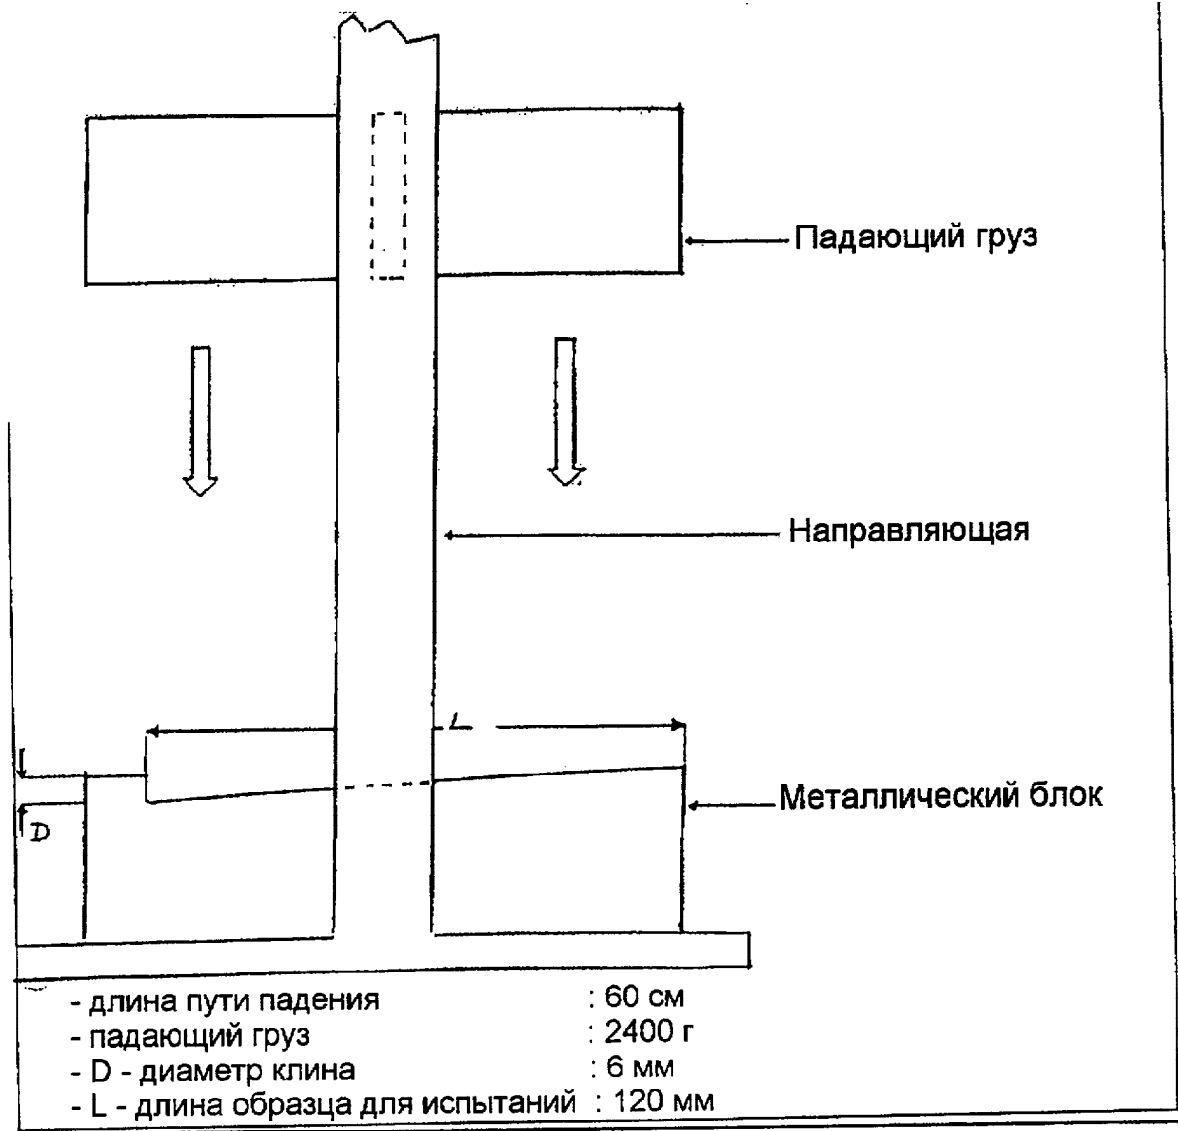 Падающий груз
Направляющая
L
Металлический блок
D
- длина пути падения : 60 см
- падающий груз : 2400 г
- D - диаметр клина : 6 мм
- L - длина образца для испытаний : 120 мм